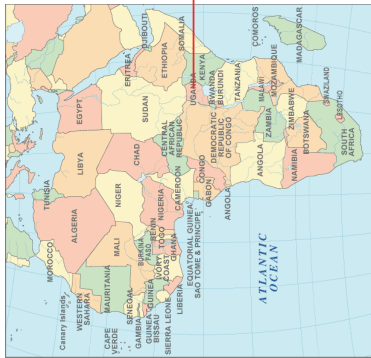 TUNISIA
MOROCCO
ALGERIA
LIBYA
EGYPT
Canary Islands
WESTERN
SAHARA
CAPE
VERDE
MAURITANIA
MALI
NIGER
CHAD
SUDAN
ERITREA
DJIBOUTI
SENEGAL
GAMBIA
GUINEA
BISSAU
GUINEA
SIERRA LEONE
LIBERIA
BURKINA
FASO
IVORY
COAST
GHANA
TOGO
BENIN
NIGERIA
CAMEROON
CENTRAL
AFRICAN
REPUBLIC
ETHIOPIA
SOMALIA
EQUATORIAL GUINEA
SAO TOME & PRINCIPE
GABON
CONGO
DEMOCRATIC
REPUBLIC
OF CONGO
UGANDA
KENYA
RWANDA
BURUNDI
TANZANIA
ANGOLA
ANGOLA
ZAMBIA
MALAWI
MOZAMBIQUE
COMOROS
MADAGASCAR
ZIMBABWE
NAMIBIA
BOTSWANA
SWAZILAND
LESOTHO
SOUTH
AFRICA
ATLANTIC
OCEAN